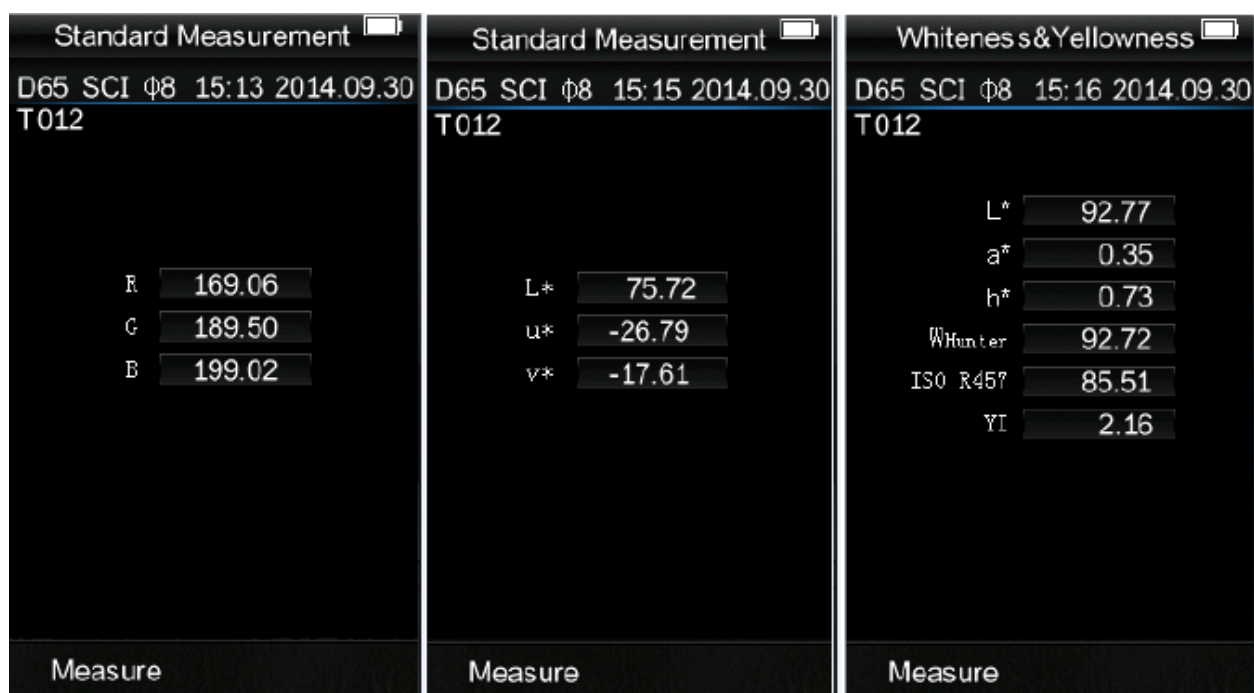 Standard Measurement
D65 SCI Φ8 15:13 2014.09.30
T012
R 169.06
G 189.50
B 199.02
Measure
Standard Measurement
D65 SCI Φ8 15:15 2014.09.30
T012
L* 75.72
u* -26.79
v* -17.61
Measure
Whiteness&Yellowness
D65 SCI Φ8 15:16 2014.09.30
T012
L* 92.77
a* 0.35
h* 0.73
WHunter 92.72
ISO R457 85.51
YI 2.16
Measure